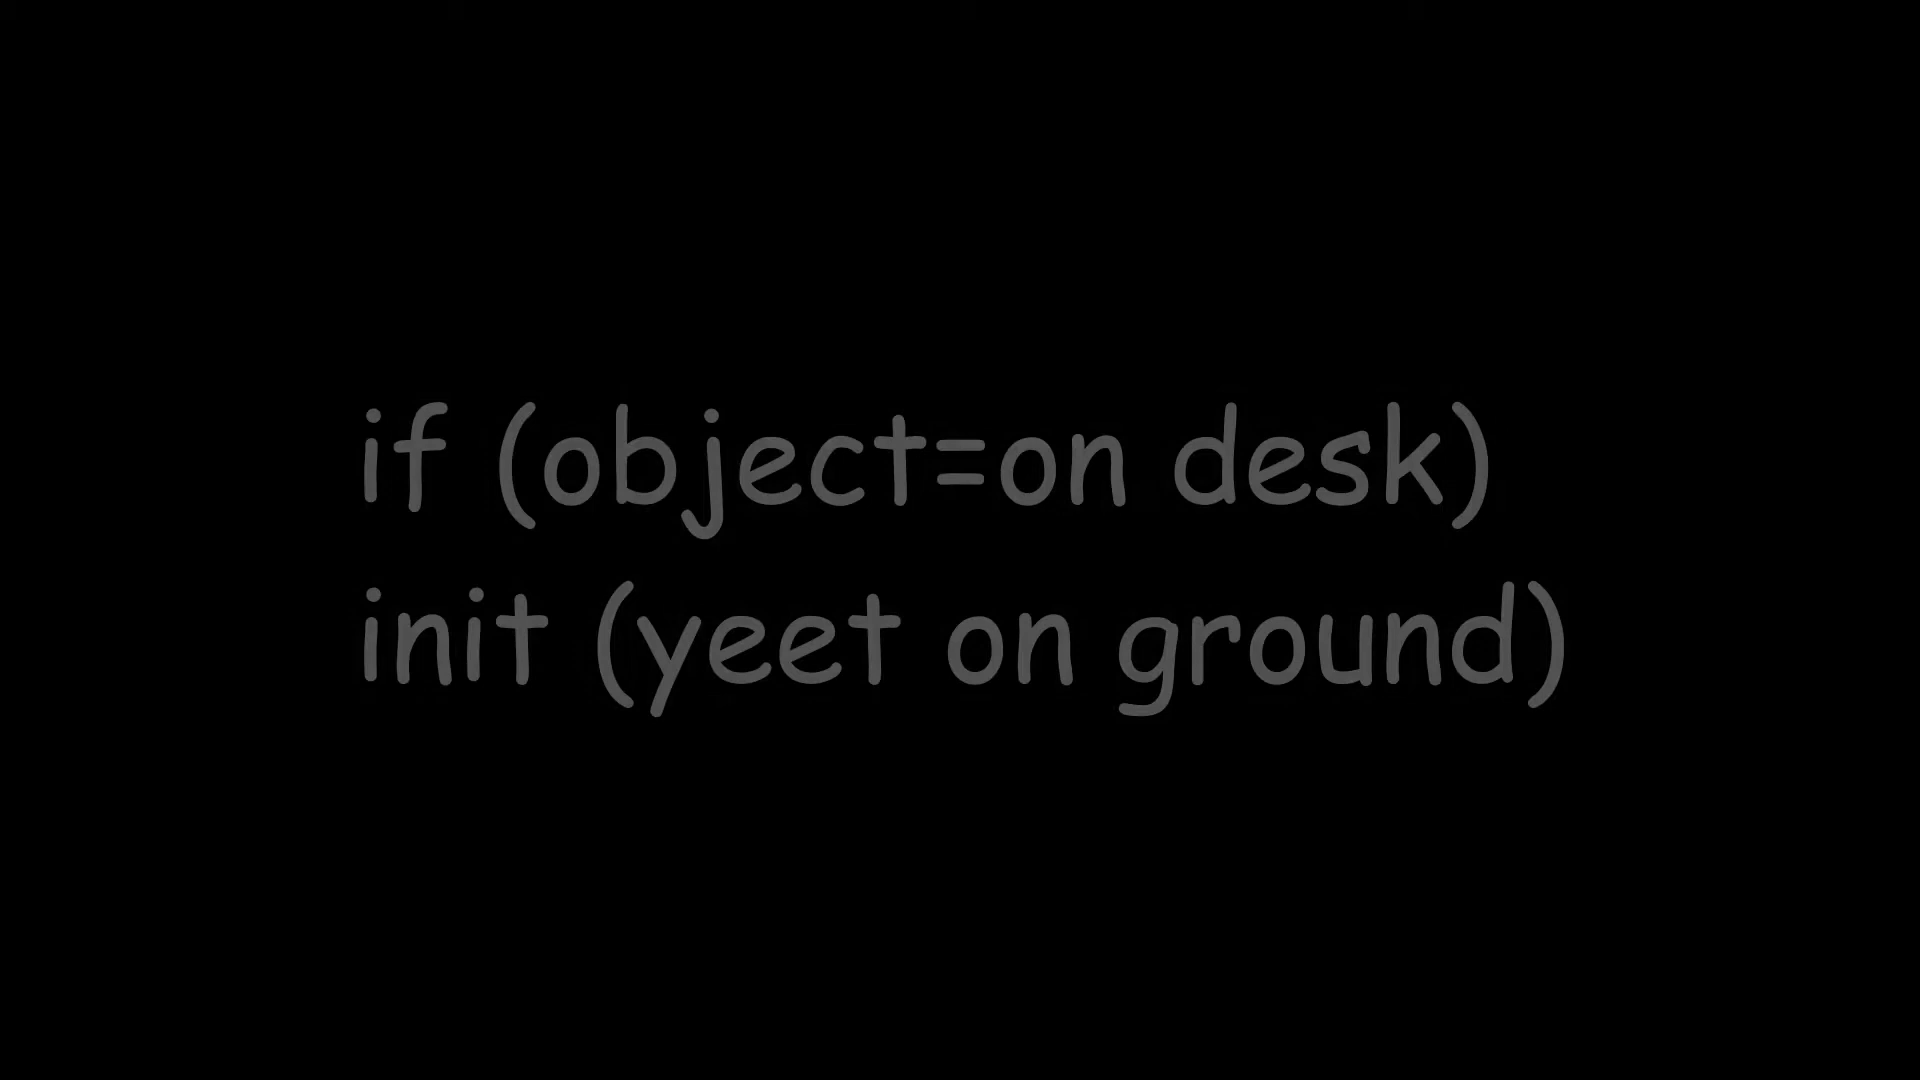 if (object=on desk)
init (yeet on ground)